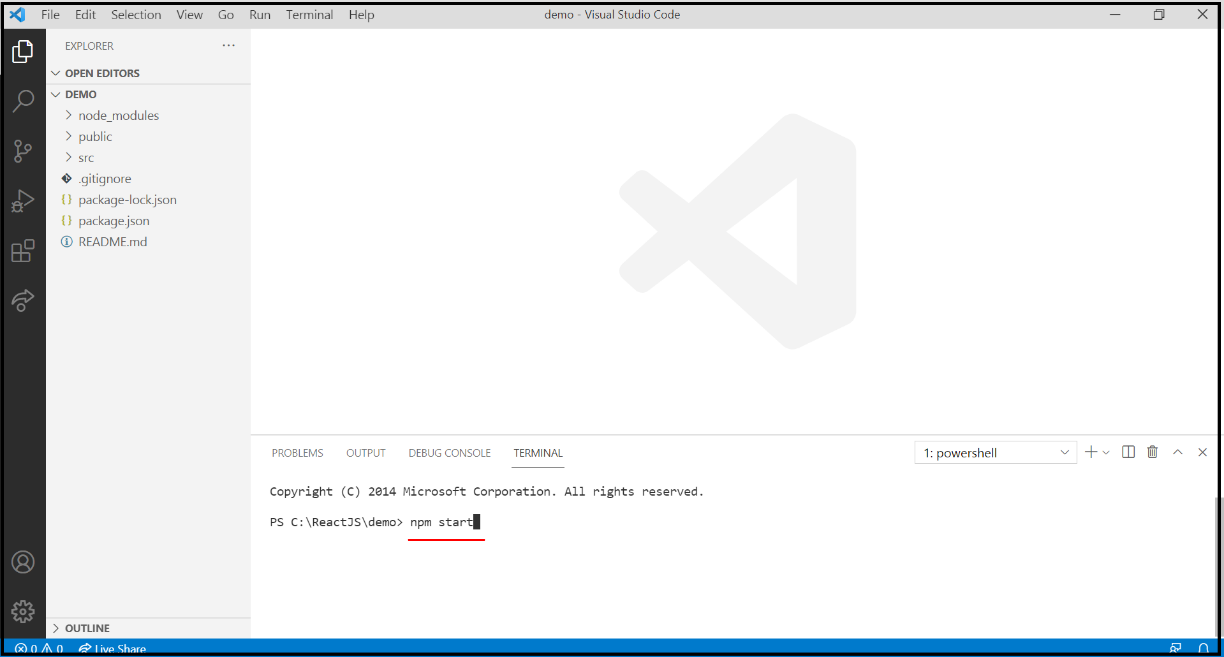 File Edit Selection View Go Run Terminal Help demo - Visual Studio Code
EXPLORER
OPEN EDITORS
DEMO
node_modules
public
src
.gitignore
package-lock.json
package.json
README.md
PROBLEMS OUTPUT DEBUG CONSOLE TERMINAL 1: powershell
Copyright (C) 2014 Microsoft Corporation. All rights reserved.
PS C:\ReactJS\demo> npm start
OUTLINE
0 0 Live Share